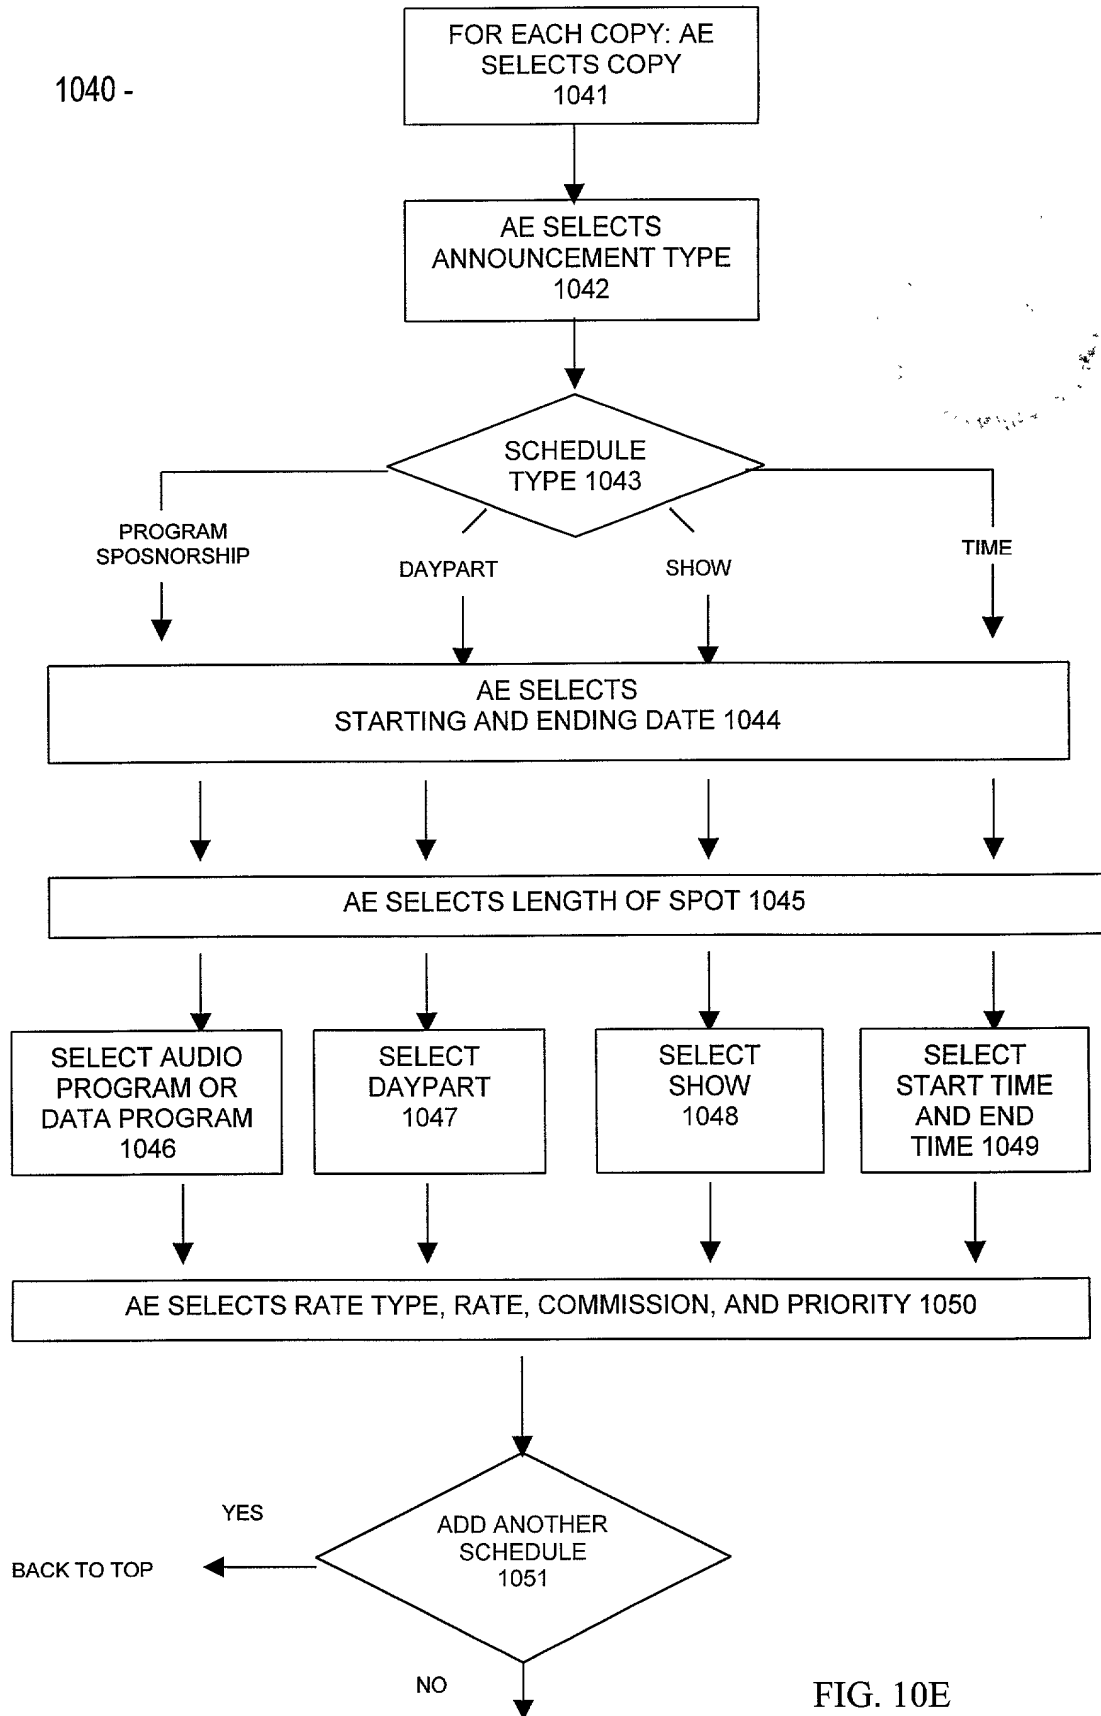 FOR EACH COPY: AE
SELECTS COPY
1041
1040 -
AE SELECTS
ANNOUNCEMENT TYPE
1042
SCHEDULE
TYPE 1043
PROGRAM
SPOSNORSHIP
DAYPART
SHOW
TIME
AE SELECTS
STARTING AND ENDING DATE 1044
AE SELECTS LENGTH OF SPOT 1045
SELECT AUDIO
PROGRAM OR
DATA PROGRAM
1046
SELECT
DAYPART
1047
SELECT
SHOW
1048
SELECT
START TIME
AND END
TIME 1049
AE SELECTS RATE TYPE, RATE, COMMISSION, AND PRIORITY 1050
ADD ANOTHER
SCHEDULE
1051
YES
BACK TO TOP
NO
FIG. 10E